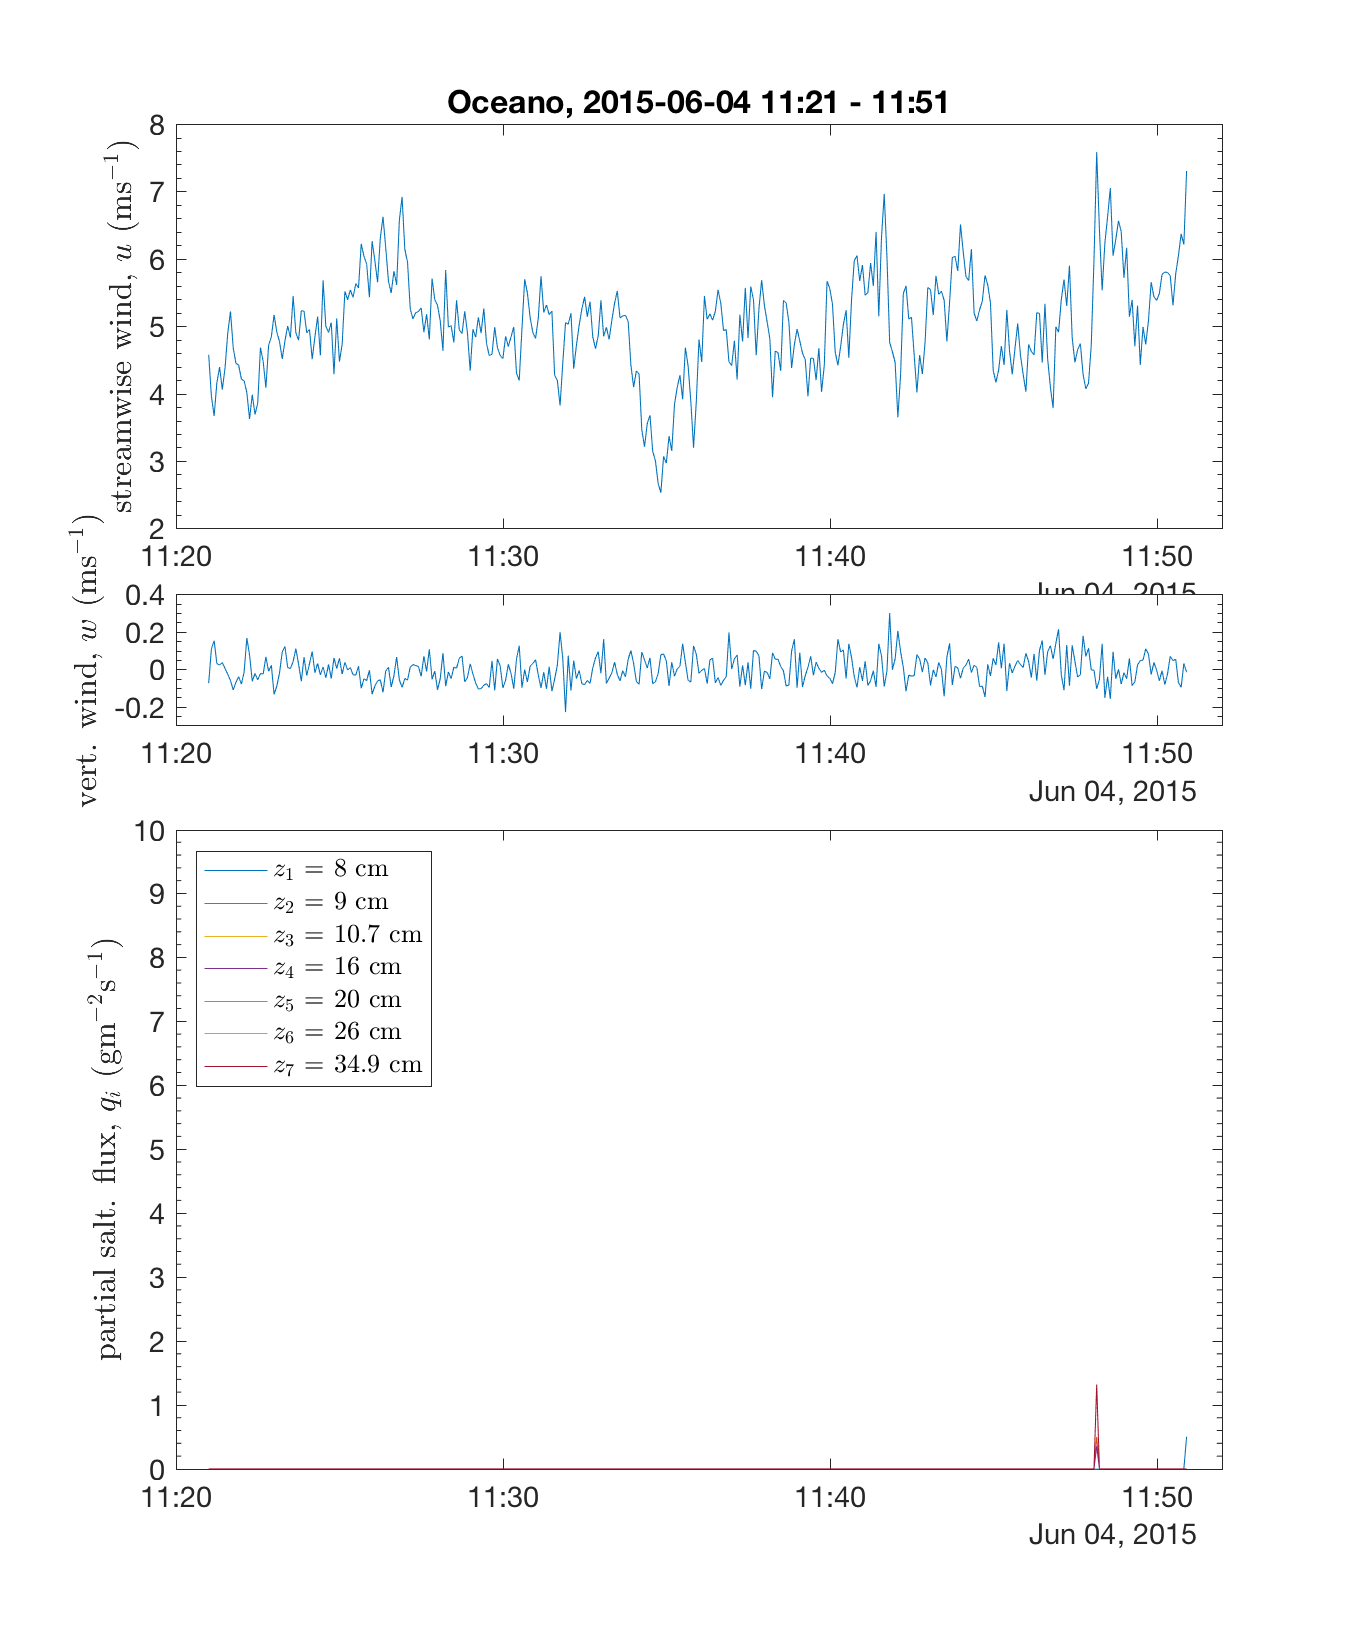 Oceano, 2015-06-04 11:21 - 11:51
streamwise wind, u (ms⁻¹)
8
7
6
5
4
3
2
11:20 11:30 11:40 11:50
Jun 04, 2015
vert. wind, w (ms⁻¹)
0.4
0.2
0
-0.2
11:20 11:30 11:40 11:50
Jun 04, 2015
partial salt. flux, qᵢ (gm⁻²s⁻¹)
10
9
8
7
6
5
4
3
2
1
0
z₁ = 8 cm
z₂ = 9 cm
z₃ = 10.7 cm
z₄ = 16 cm
z₅ = 20 cm
z₆ = 26 cm
z₇ = 34.9 cm
11:20 11:30 11:40 11:50
Jun 04, 2015